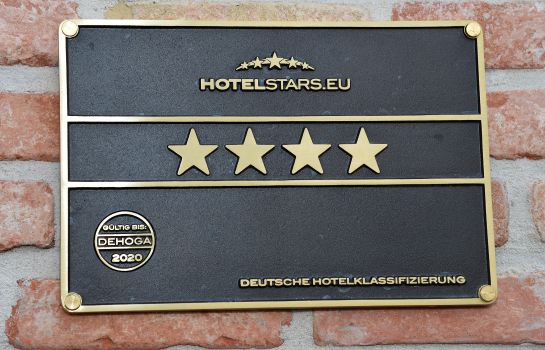 HOTELSTARS.EU
GÜLTIG BIS:
DEHOGA
2020
DEUTSCHE HOTELKLASSIFIZIERUNG